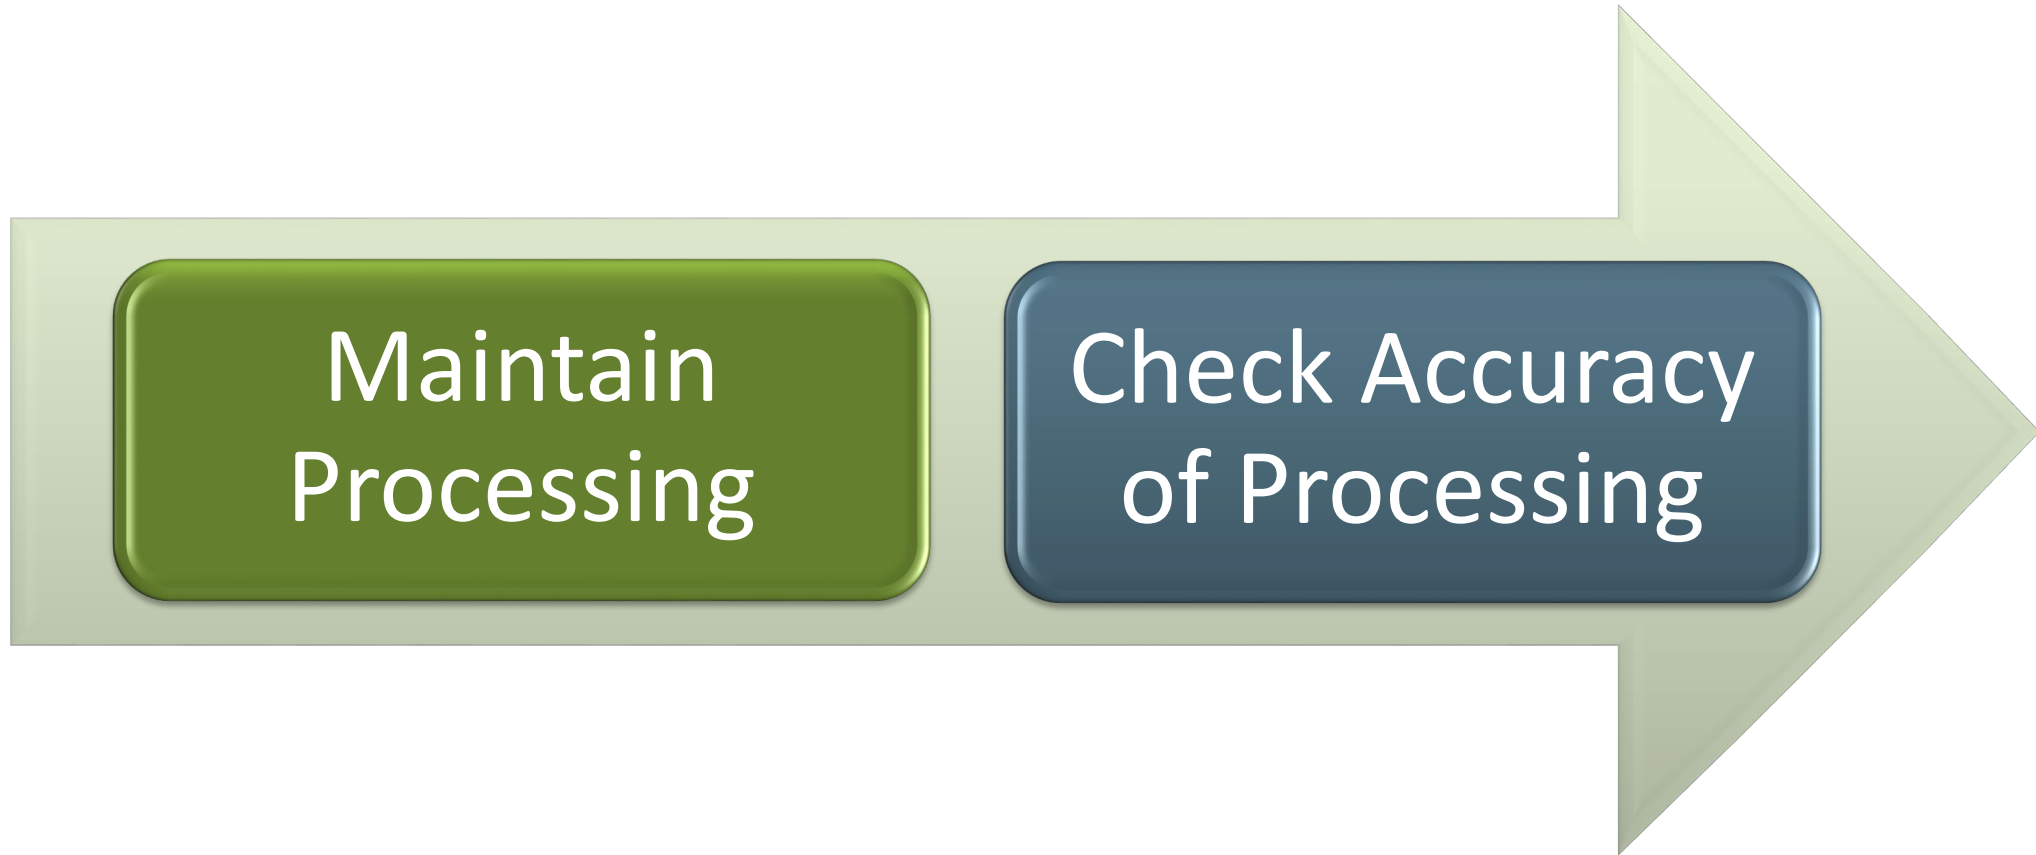 Maintain
Processing
Check Accuracy
of Processing